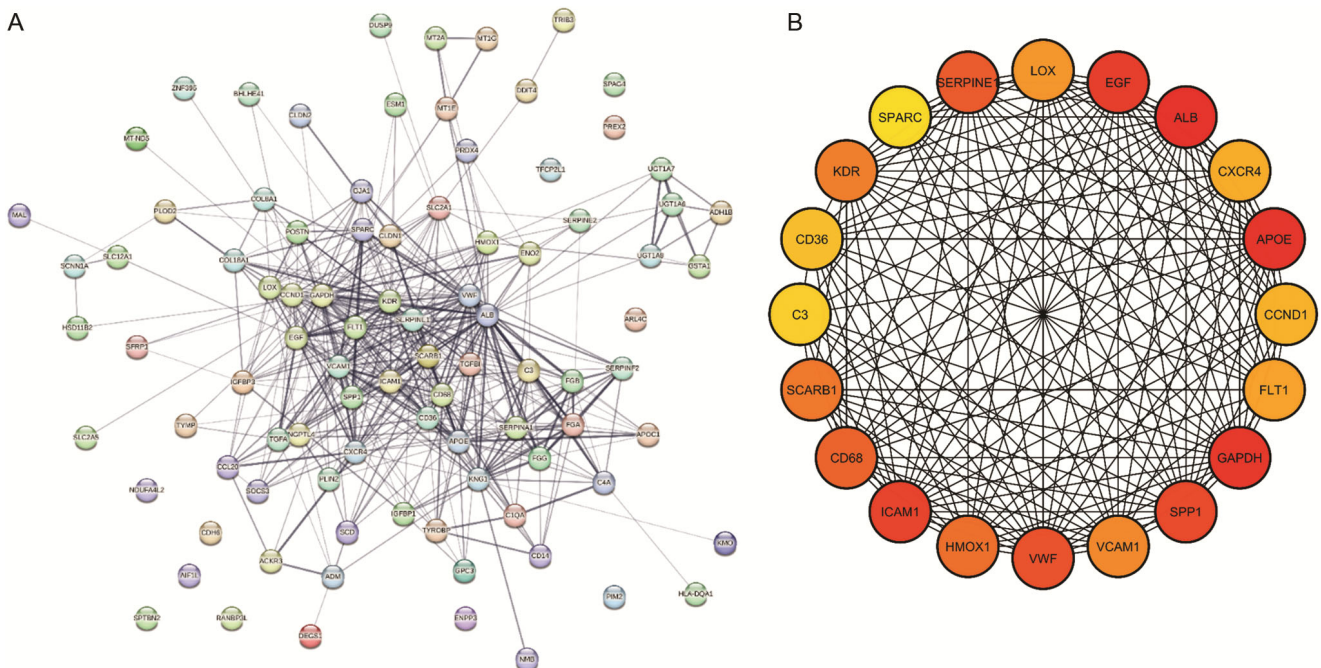 A
DUSP9
MT2A
MT1G
TRIB3
ZNF395
BHLHE41
ESM1
MT1E
DDIT4
SPAG4
CLDN2
PREX2
MT-ND5
PRDX4
TFCP2L1
UGT1A7
GJA1
UGT1A6
MAL
PLOD2
COL8A1
SLC2A1
SERPINE2
ADH1B
POSTN
SPARC
CLDN1
HMOX1
SCNN1A
SLC12A1
COL18A1
ENO2
UGT1A8
GSTA1
LOX
CCND1
GAPDH
KDR
VWF
ALB
HSD11B2
FLT1
SERPINE1
ARL4C
SFRP1
EGF
SCARB1
VCAM1
TGFBI
C3
SERPINF2
IGFBP3
ICAM1
FGB
SPP1
CD68
CD36
TYMP
SERPINA1
FGA
SLC2A5
TGFA
NGPTL4
APOE
APOC1
CXCR4
FGG
CCL20
PLIN2
KNG1
NDUFA4L2
SOCS3
C4A
IGFBP1
C1QA
CDH6
SCD
TYROBP
KMO
ACKR3
CD14
AIF1L
ADM
GPC3
HLA-DQA1
PIM2
SPTBN2
RANBP3L
ENPP3
DEGS1
NMB
B
LOX
SERPINE1
EGF
SPARC
ALB
KDR
CXCR4
CD36
APOE
C3
CCND1
SCARB1
FLT1
CD68
GAPDH
ICAM1
SPP1
HMOX1
VWF
VCAM1